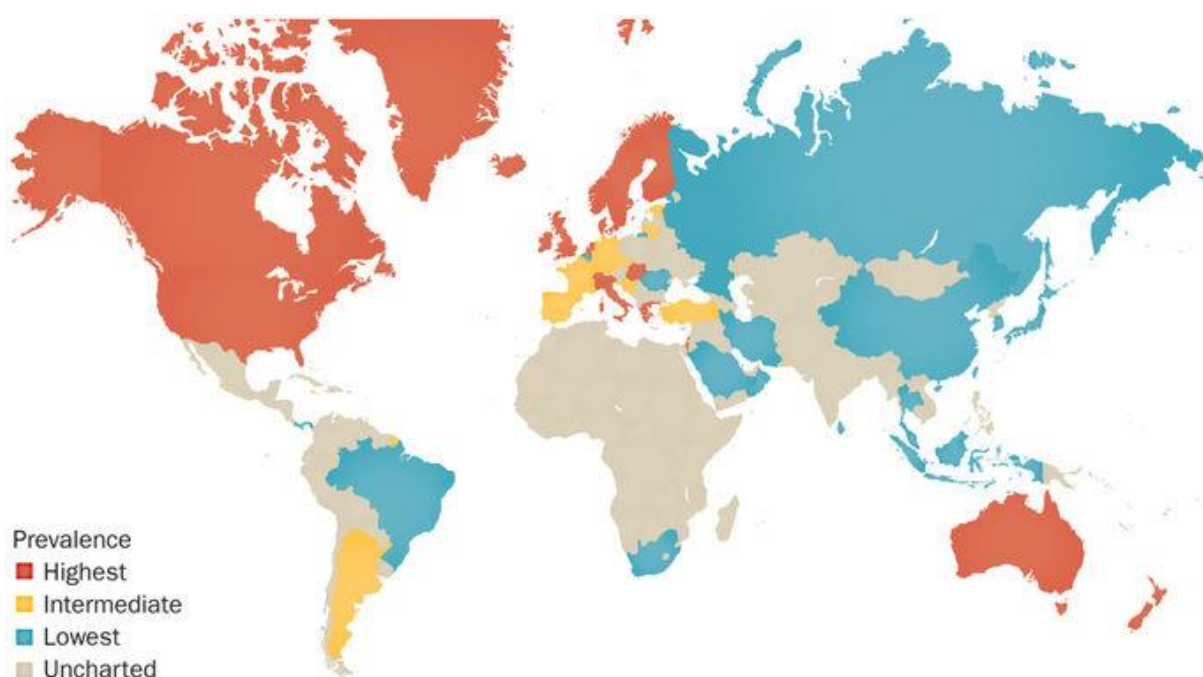 Prevalence
Highest
Intermediate
Lowest
Uncharted